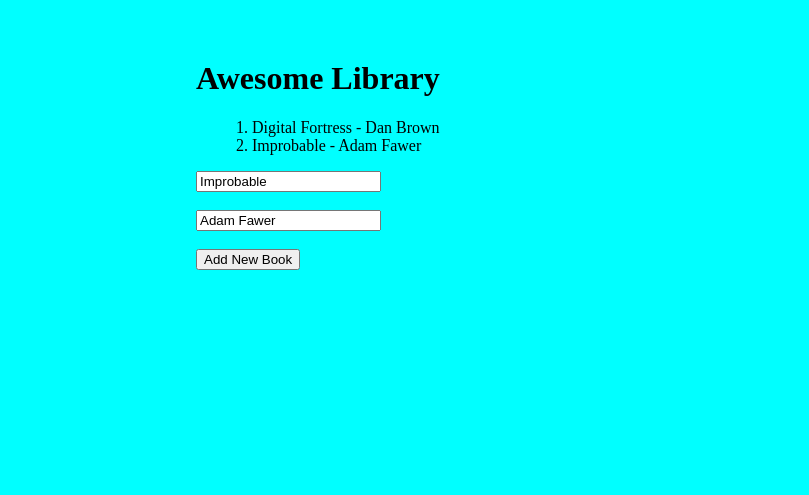 Awesome Library
1. Digital Fortress - Dan Brown
2. Improbable - Adam Fawer
Improbable
Adam Fawer
Add New Book